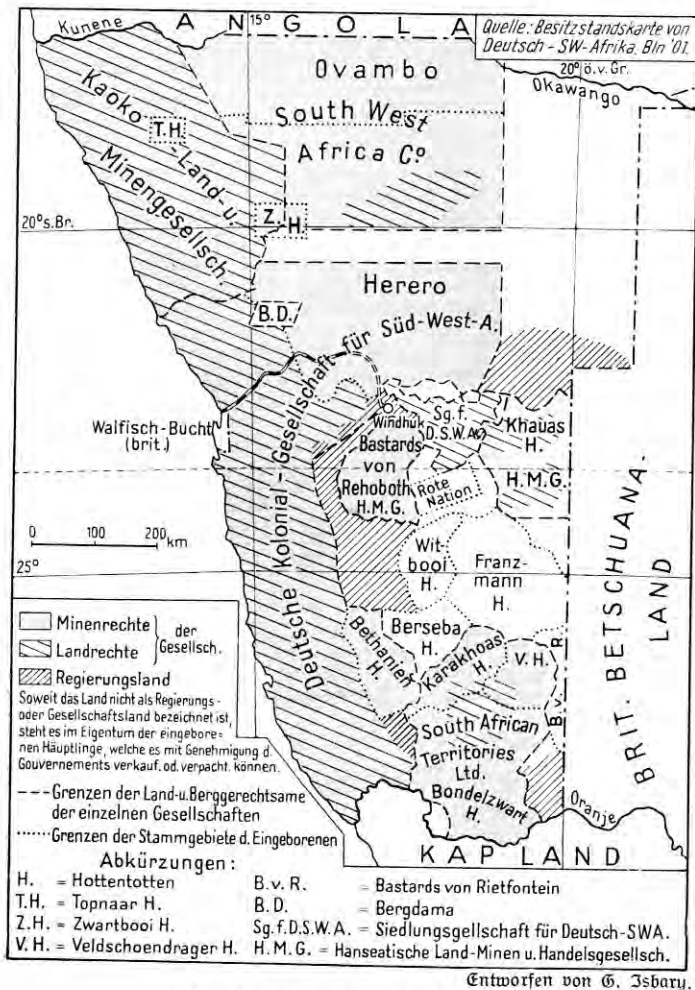 ANGOLA
Kunene
15°
Quelle: Besitzstandskarte von
Deutsch-SW-Afrika, Bln '01.
20° ö.v.Gr.
Okawango
Ovambo
South West
Africa Cº
Kaoko
Land- u.
Minengesellsch.
T.H.
Z.H.
20° s.Br.
Herero
B.D.
Deutsche Kolonial-Gesellschaft für Süd-West-A.
Walfisch-Bucht
(brit.)
Windhuk
Sg.f.
D.S.W.A.
Khauas
H.
H.M.G.
Bastards
von
Rehoboth
H.M.G.
Rote
Nation
0 100 200
km
Wit-
booi
H.
Franz-
mann
H.
25°
BRIT. BETSCHUANA-
LAND
Bethanien
H.
Berseba
H.
Karakhoas
H.
V.H.
B.v.R.
South African
Territories
Ltd.
Bondelzwart
H.
Oranje
KAPLAND
Minenrechte
Landrechte
der
Gesellsch.
Regierungsland
Soweit das Land nicht als Regierungs-
oder Gesellschaftsland bezeichnet ist,
steht es im Eigentum der eingebore-
nen Häuptlinge, welche es mit Genehmigung d.
Gouvernements verkauf. od. verpacht. können.
--- Grenzen der Land-u. Berggerechtsame
der einzelnen Gesellschaften
...... Grenzen der Stammgebiete d. Eingeborenen
Abkürzungen:
H. = Hottentotten
T.H. = Topnaar H.
Z.H. = Zwartbooi H.
V.H. = Veldschoendrager H.
B.v.R. = Bastards von Rietfontein
B.D. = Bergdama
Sg.f.D.S.W.A. = Siedlungsgellschaft für Deutsch-SWA.
H.M.G. = Hanseatische Land-Minen u. Handelsgesellsch.
Entworfen von G. Isbary.